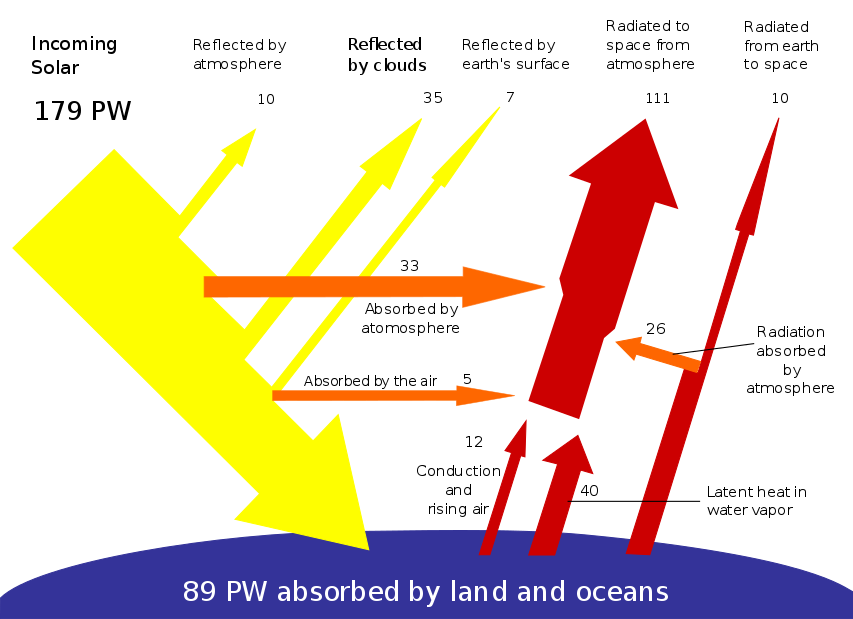 Incoming
Solar
179 PW
Reflected by
atmosphere
10
Reflected
by clouds
35
Reflected by
earth's surface
7
Radiated to
space from
atmosphere
111
Radiated
from earth
to space
10
33
Absorbed by
atomosphere
26
Radiation
absorbed
by
atmosphere
Absorbed by the air
5
12
Conduction
and
rising air
40
Latent heat in
water vapor
89 PW absorbed by land and oceans